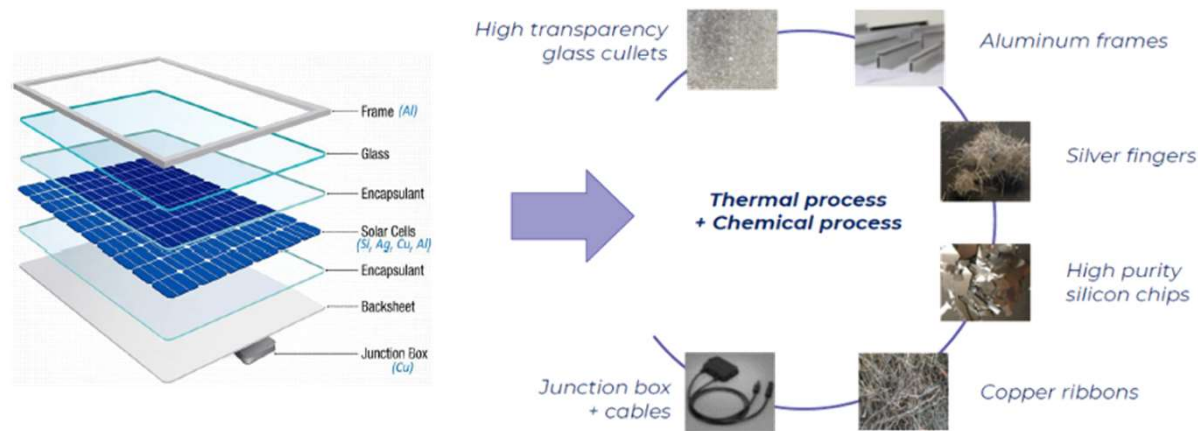 Frame (Al)
Glass
Encapsulant
Solar Cells
(Si, Ag, Cu, Al)
Encapsulant
Backsheet
Junction Box
(Cu)
High transparency
glass cullets
Aluminum frames
Silver fingers
Thermal process
+ Chemical process
High purity
silicon chips
Junction box
+ cables
Copper ribbons